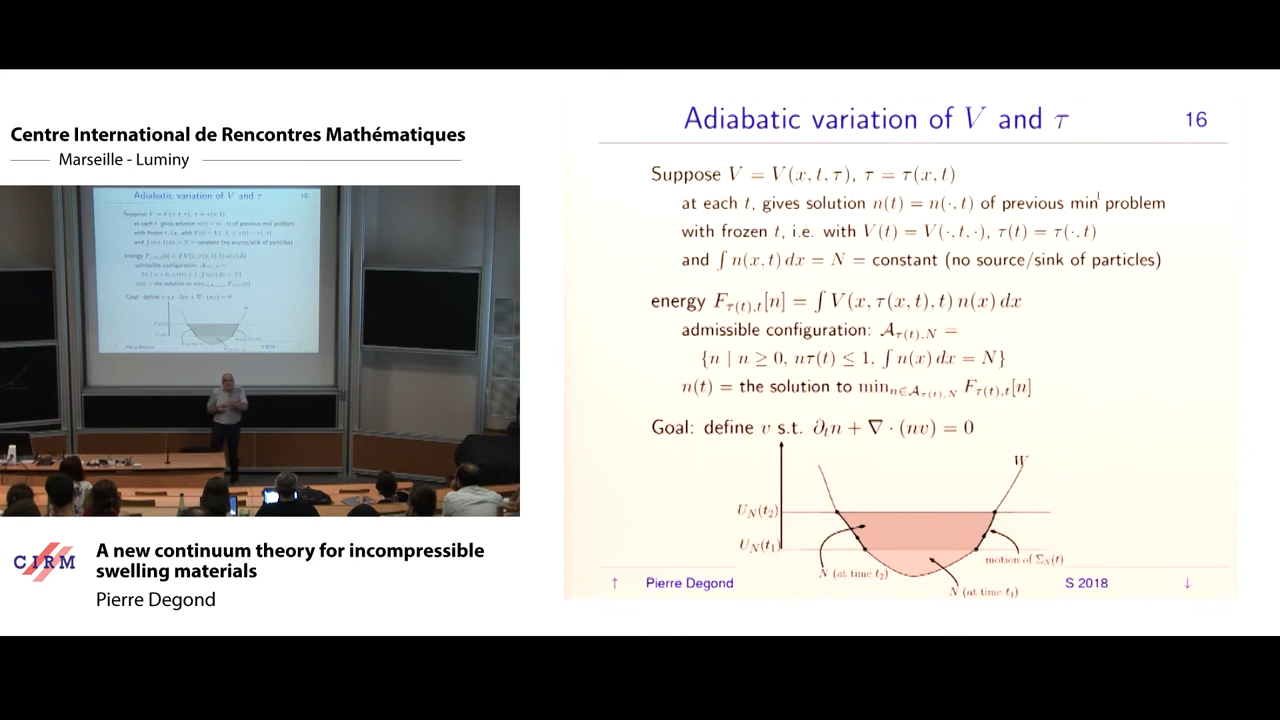 Centre International de Rencontres Mathématiques
Marseille - Luminy
CIRM
A new continuum theory for incompressible
swelling materials
Pierre Degond
Adiabatic variation of V and τ 16
Suppose V = V(x, t, τ), τ = τ(x, t)
at each t, gives solution n(t) = n(·, t) of previous min^l problem
with frozen t, i.e. with V(t) = V(·, t, ·), τ(t) = τ(·, t)
and ∫ n(x, t) dx = N = constant (no source/sink of particles)
energy F_{τ(t),t}[n] = ∫ V(x, τ(x, t), t) n(x) dx
admissible configuration: 𝒜_{τ(t),N} =
{n | n ≥ 0, nτ(t) ≤ 1, ∫ n(x) dx = N}
n(t) = the solution to min_{n∈𝒜_{τ(t),N}} F_{τ(t),t}[n]
Goal: define v s.t. ∂_t n + ∇ · (nv) = 0
W
U_N(t_2)
U_N(t_1)
motion of Σ_N(t)
N (at time t_2)
N (at time t_1)
↑ Pierre Degond S 2018 ↓